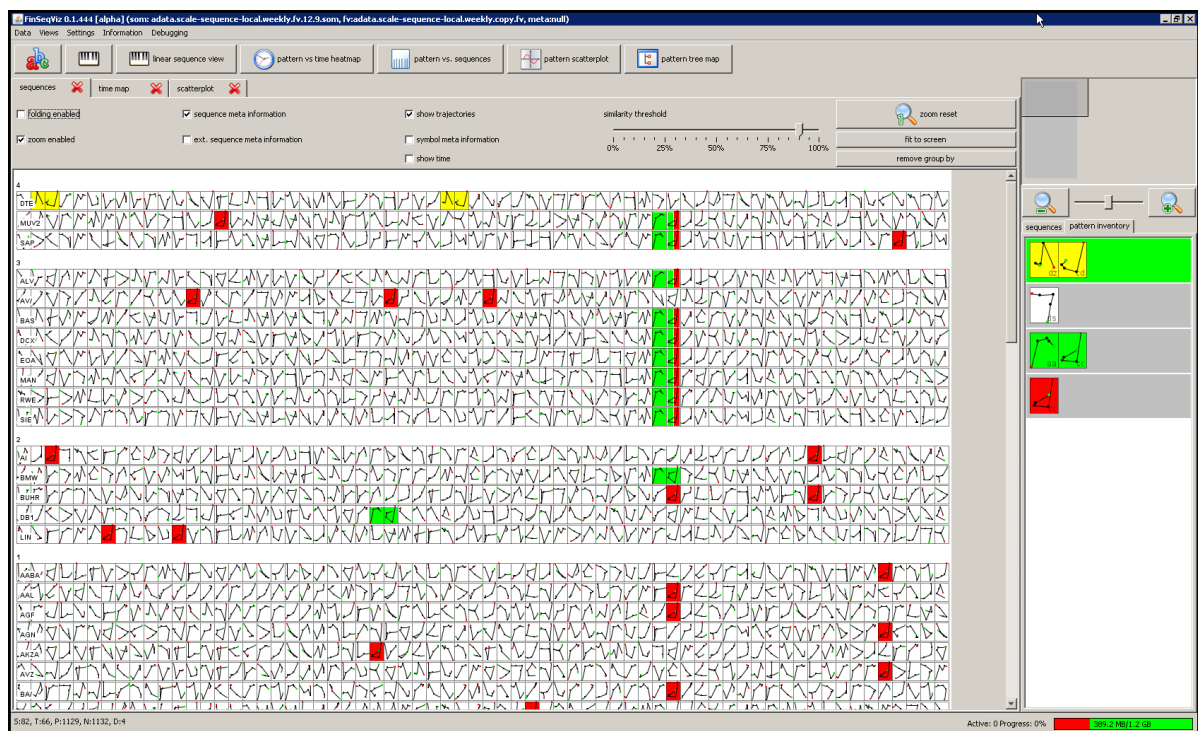 FinSeqViz 0.1.444 [alpha] (som: adata.scale-sequence-local.weekly.fv.12.9.som, fv:adata.scale-sequence-local.weekly.copy.fv, meta:null)
Data Views Settings Information Debugging
abc linear sequence view pattern vs time heatmap pattern vs. sequences pattern scatterplot pattern tree map
sequences time map scatterplot
folding enabled sequence meta information show trajectories similarity threshold zoom reset
zoom enabled ext. sequence meta information symbol meta information 0% 25% 50% 75% 100% fit to screen
show time remove group by
sequences pattern inventory
4
DTE
MUV2
SAP
3
ALV
AVI
BAS
DCX
EOA
MAN
RWE
SIE
2
AI
BMW
BUHR
DB1
LIN
1
AABA
AAL
AGF
AGN
AKZA
AVZ
BAI
dz cd
ds
aa cc
S:82, T:66, P:1129, N:1132, D:4
Active: 0 Progress: 0% 389.2 MB/1.2 GB